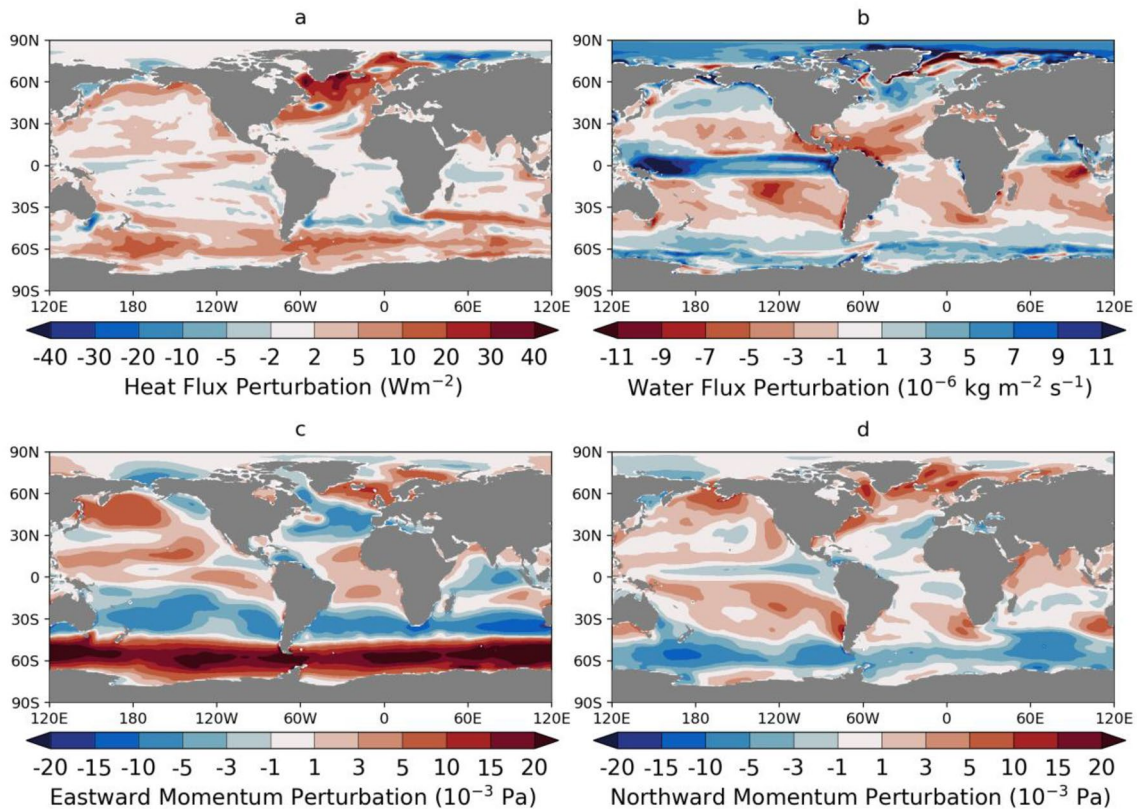 a
b
90N
60N
30N
0
30S
60S
90S
120E 180 120W 60W 0 60E 120E
90N
60N
30N
0
30S
60S
90S
120E 180 120W 60W 0 60E 120E
-40 -30 -20 -10 -5 -2 2 5 10 20 30 40
Heat Flux Perturbation (Wm⁻²)
-11 -9 -7 -5 -3 -1 1 3 5 7 9 11
Water Flux Perturbation (10⁻⁶ kg m⁻² s⁻¹)
c
d
90N
60N
30N
0
30S
60S
90S
120E 180 120W 60W 0 60E 120E
90N
60N
30N
0
30S
60S
90S
120E 180 120W 60W 0 60E 120E
-20 -15 -10 -5 -3 -1 1 3 5 10 15 20
Eastward Momentum Perturbation (10⁻³ Pa)
-20 -15 -10 -5 -3 -1 1 3 5 10 15 20
Northward Momentum Perturbation (10⁻³ Pa)